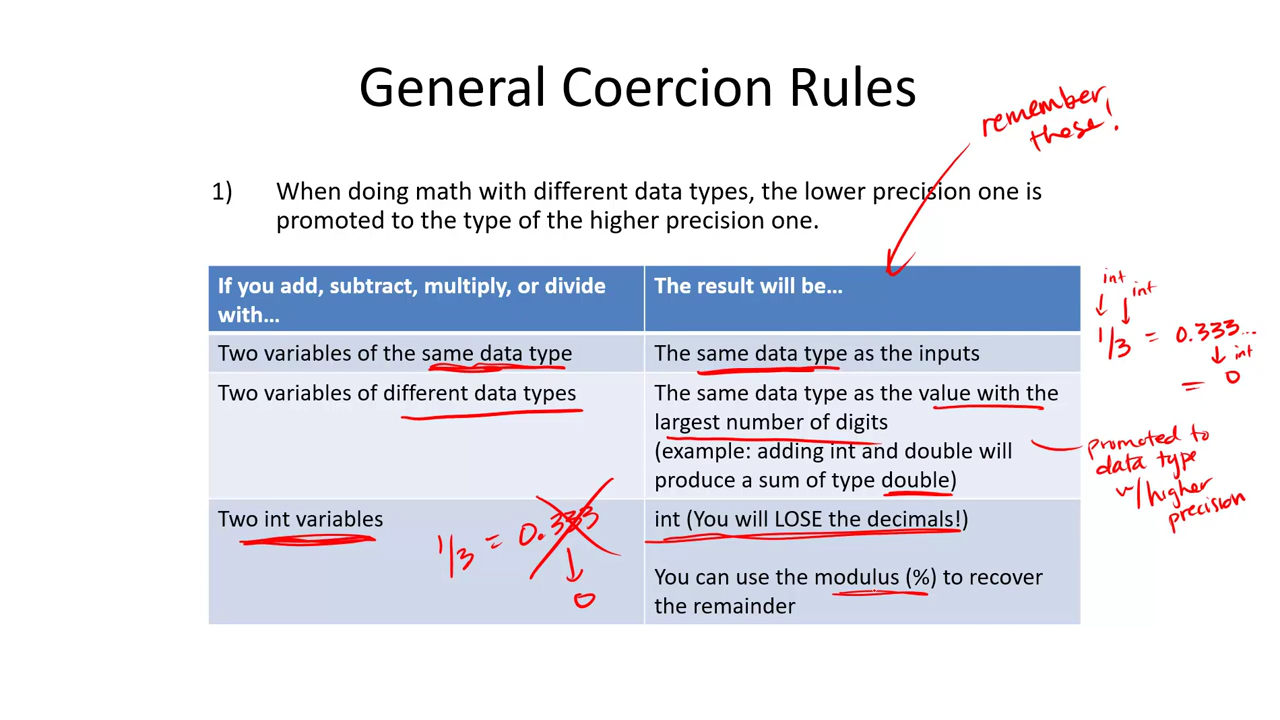 General Coercion Rules
remember
these!
1) When doing math with different data types, the lower precision one is
promoted to the type of the higher precision one.
If you add, subtract, multiply, or divide
with…
The result will be…
Two variables of the same data type
The same data type as the inputs
Two variables of different data types
The same data type as the value with the
largest number of digits
(example: adding int and double will
produce a sum of type double)
Two int variables
1/3 = 0.333
0
int (You will LOSE the decimals!)
You can use the modulus (%) to recover
the remainder
int
int
1/3 = 0.333...
int
= 0
promoted to
data type
w/higher
precision